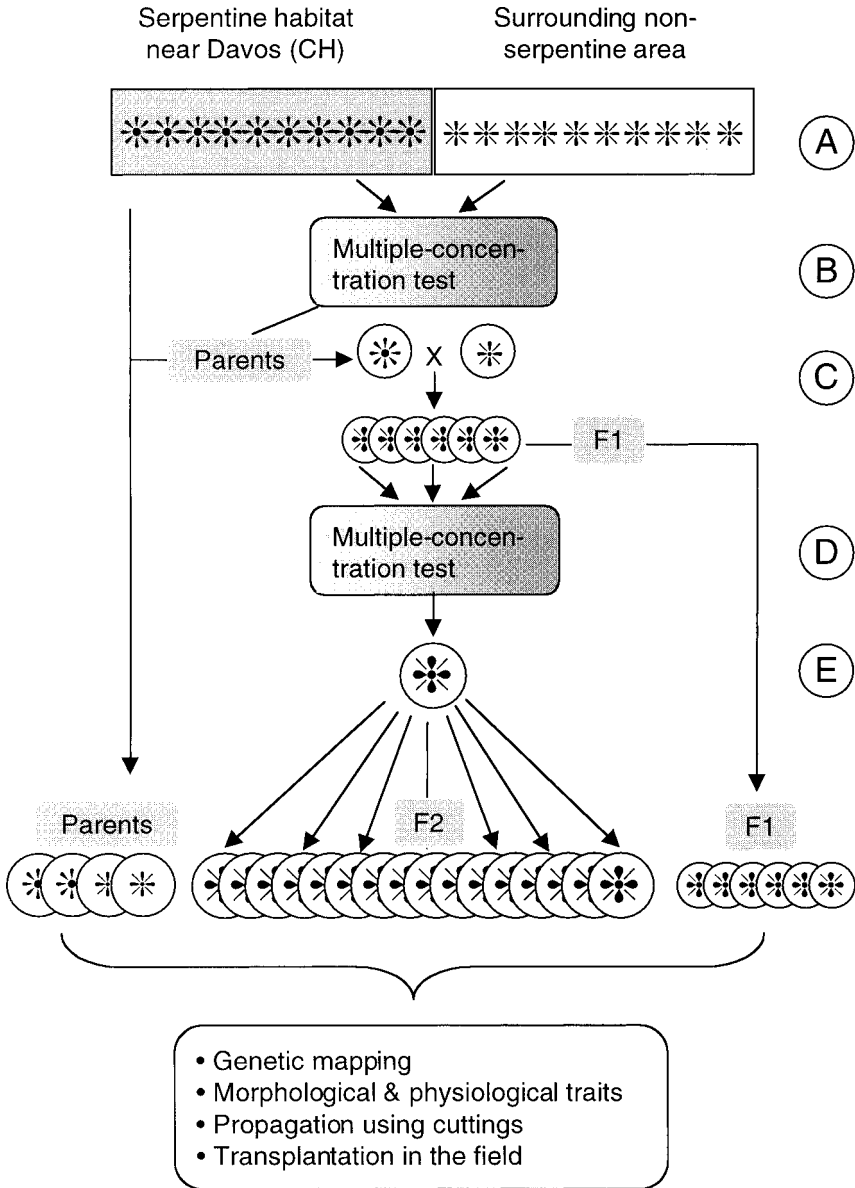 Serpentine habitat
near Davos (CH)
Surrounding non-
serpentine area
A
Multiple-concen-
tration test
B
Parents
X
C
F1
Multiple-concen-
tration test
D
E
Parents
F2
F1
• Genetic mapping
• Morphological & physiological traits
• Propagation using cuttings
• Transplantation in the field